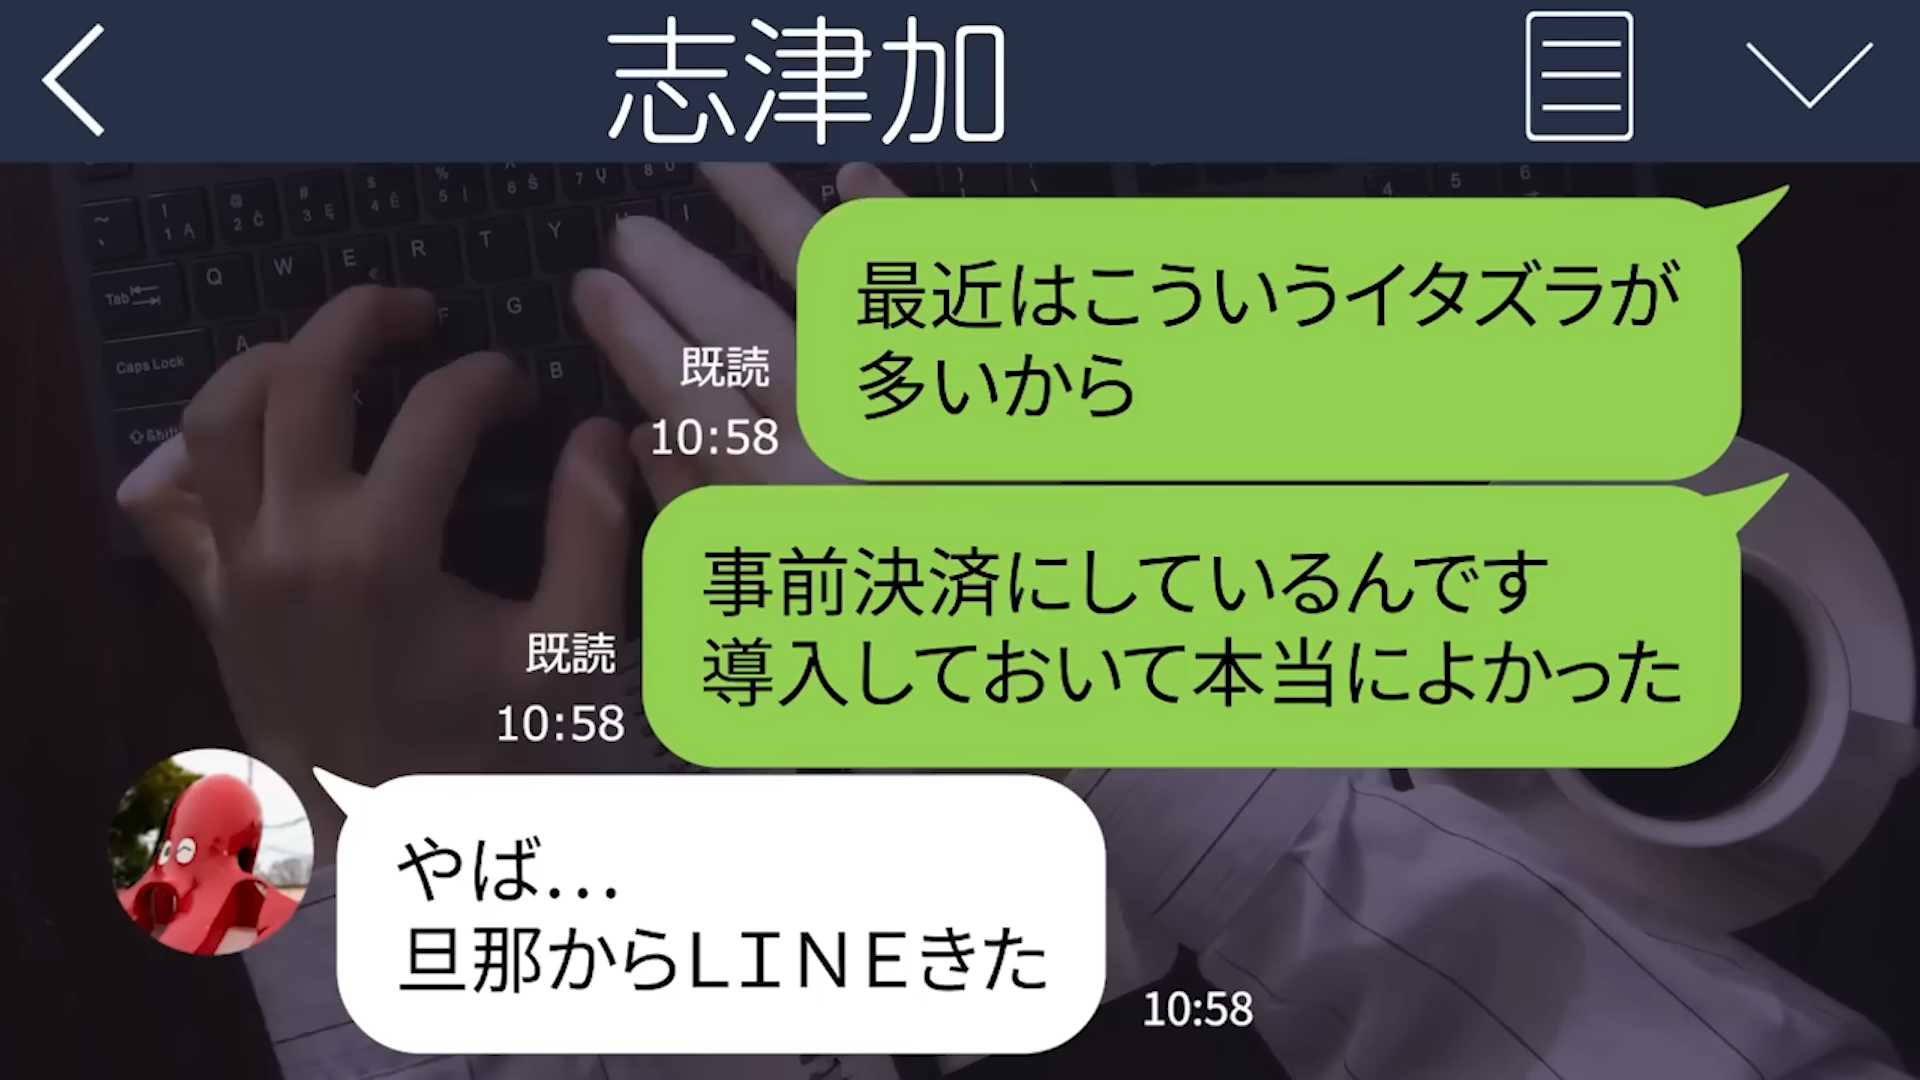 志津加
最近はこういうイタズラが
多いから
既読
10:58
事前決済にしているんです
導入しておいて本当によかった
既読
10:58
やば…
旦那からＬＩＮＥきた
10:58